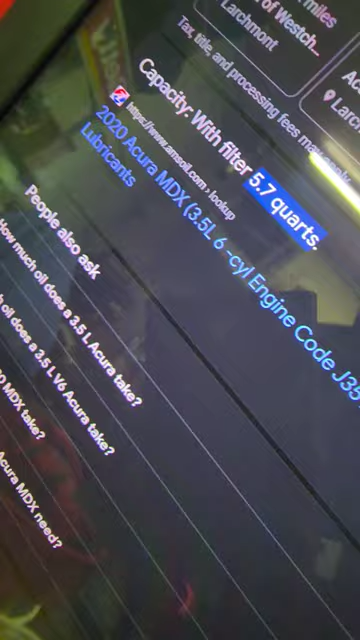 miles
of Westch...
Larchmont
Tax, title, and processing fees may
Capacity: With filter 5.7 quarts.
https://www.amsoil.com › lookup
2020 Acura MDX (3.5L 6 -cyl Engine Code J35
Lubricants
People also ask
How much oil does a 3.5 L Acura take?
oil does a 3.5 L V6 Acura take?
MDX take?
Acura MDX need?